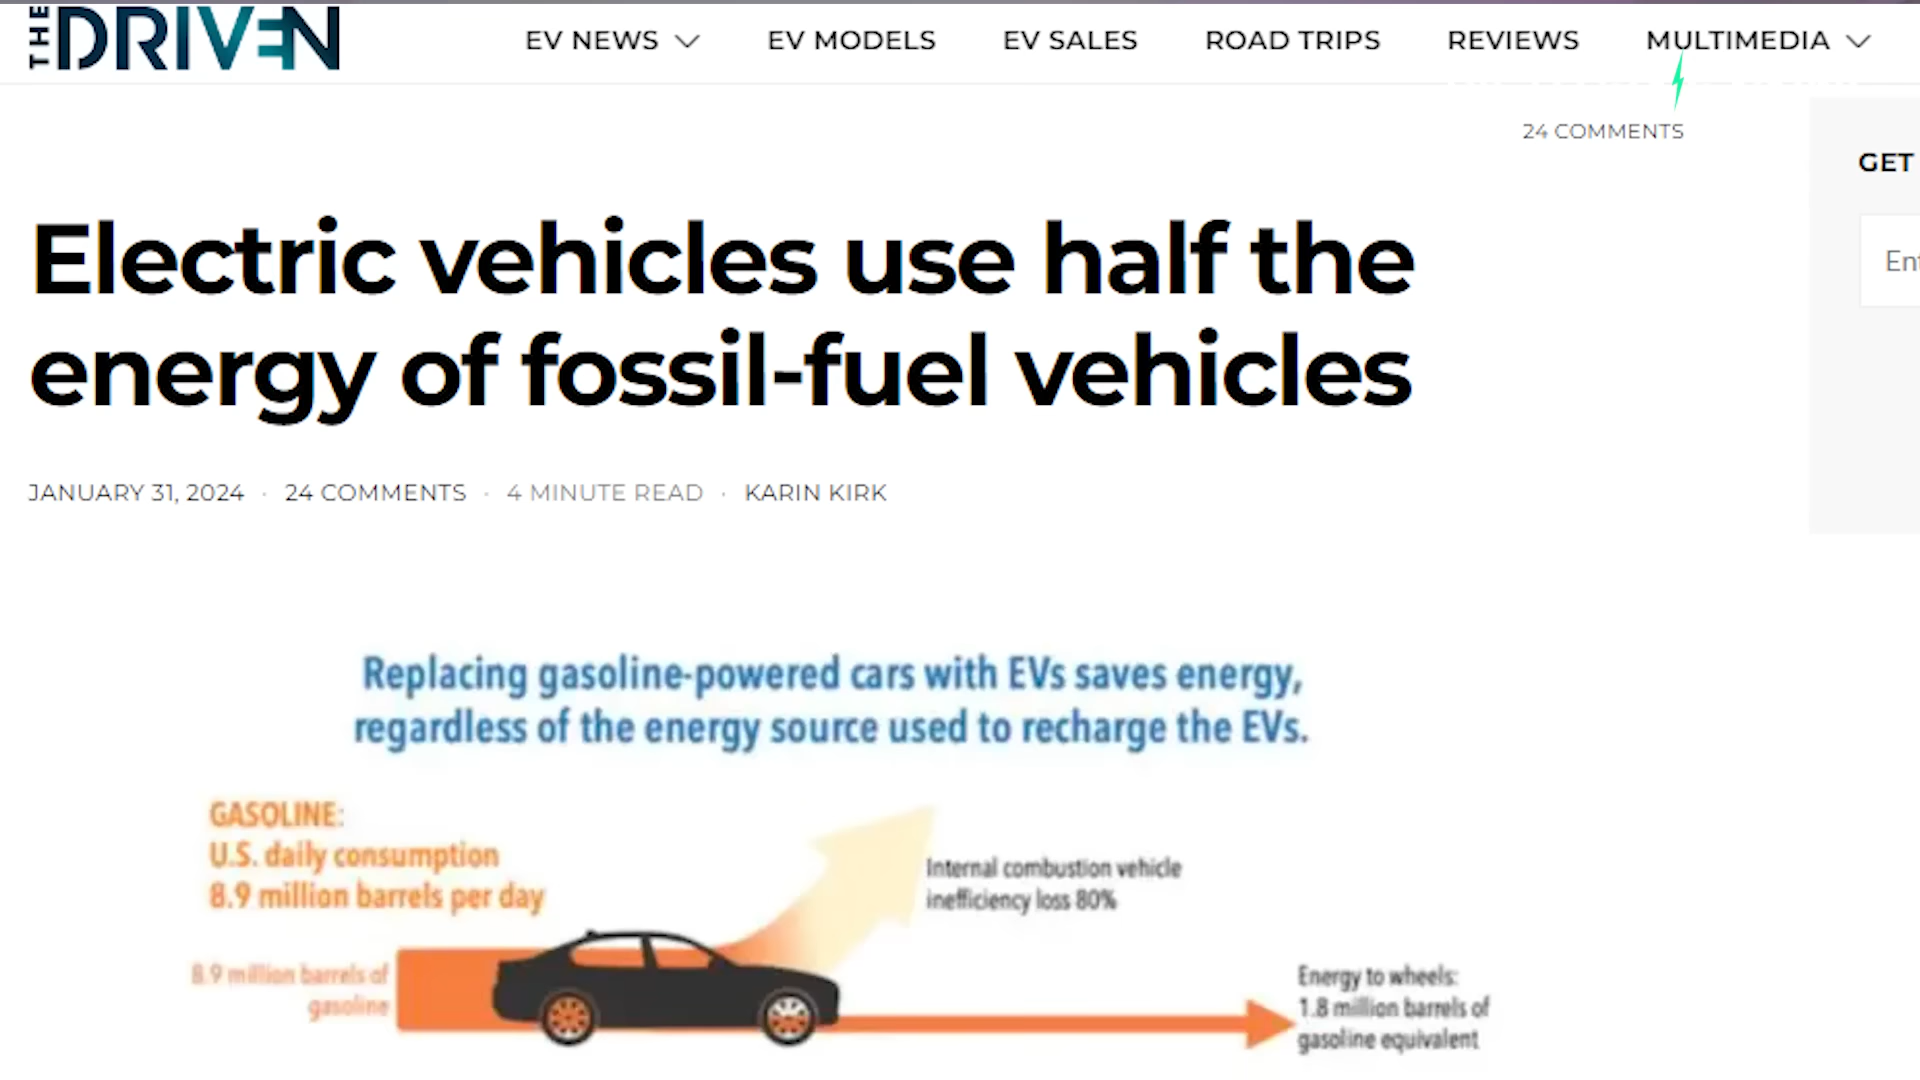 THE DRIVEN
EV NEWS EV MODELS EV SALES ROAD TRIPS REVIEWS MULTIMEDIA
24 COMMENTS
GET
Electric vehicles use half the
energy of fossil-fuel vehicles
JANUARY 31, 2024 · 24 COMMENTS · 4 MINUTE READ · KARIN KIRK
Replacing gasoline-powered cars with EVs saves energy,
regardless of the energy source used to recharge the EVs.
GASOLINE:
U.S. daily consumption
8.9 million barrels per day
Internal combustion vehicle
inefficiency loss 80%
8.9 million barrels of
gasoline
Energy to wheels:
1.8 million barrels of
gasoline equivalent